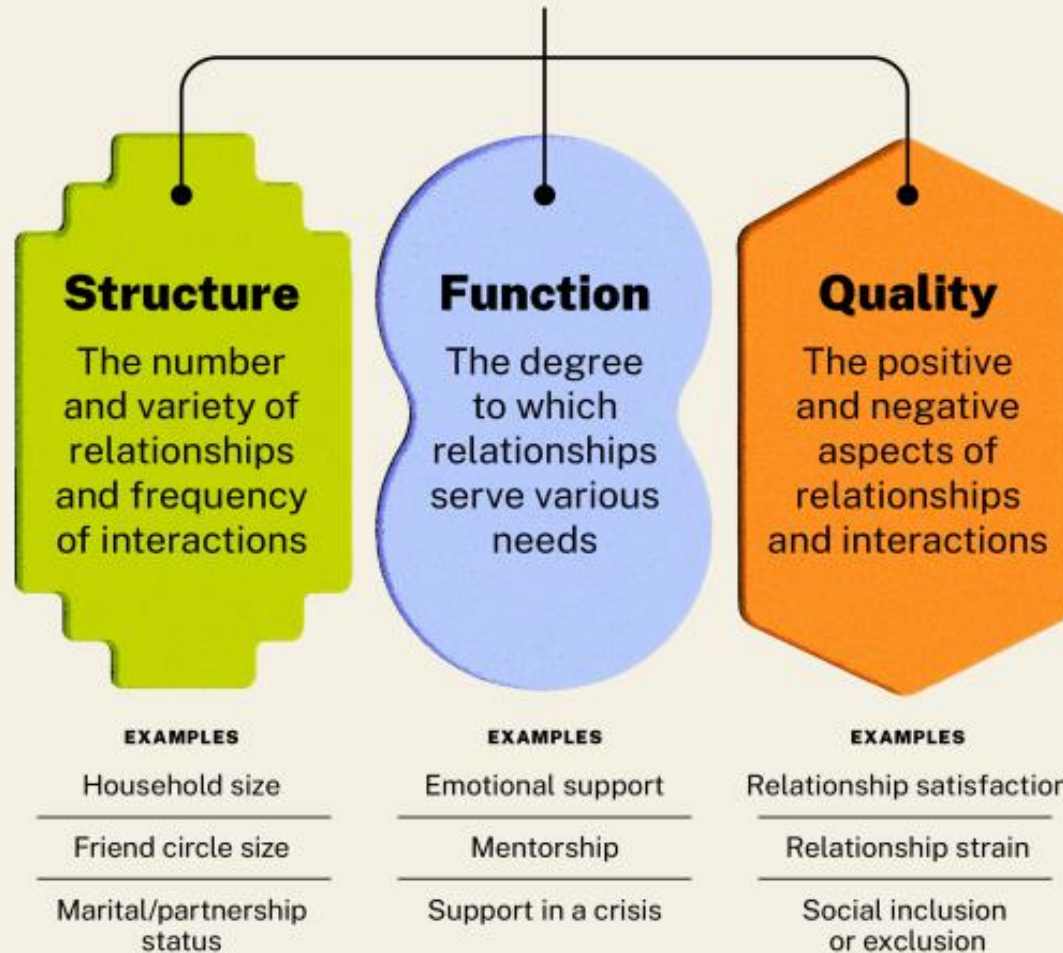 Structure
The number
and variety of
relationships
and frequency
of interactions
Function
The degree
to which
relationships
serve various
needs
Quality
The positive
and negative
aspects of
relationships
and interactions
EXAMPLES
Household size
Friend circle size
Marital/partnership
status
EXAMPLES
Emotional support
Mentorship
Support in a crisis
EXAMPLES
Relationship satisfaction
Relationship strain
Social inclusion
or exclusion